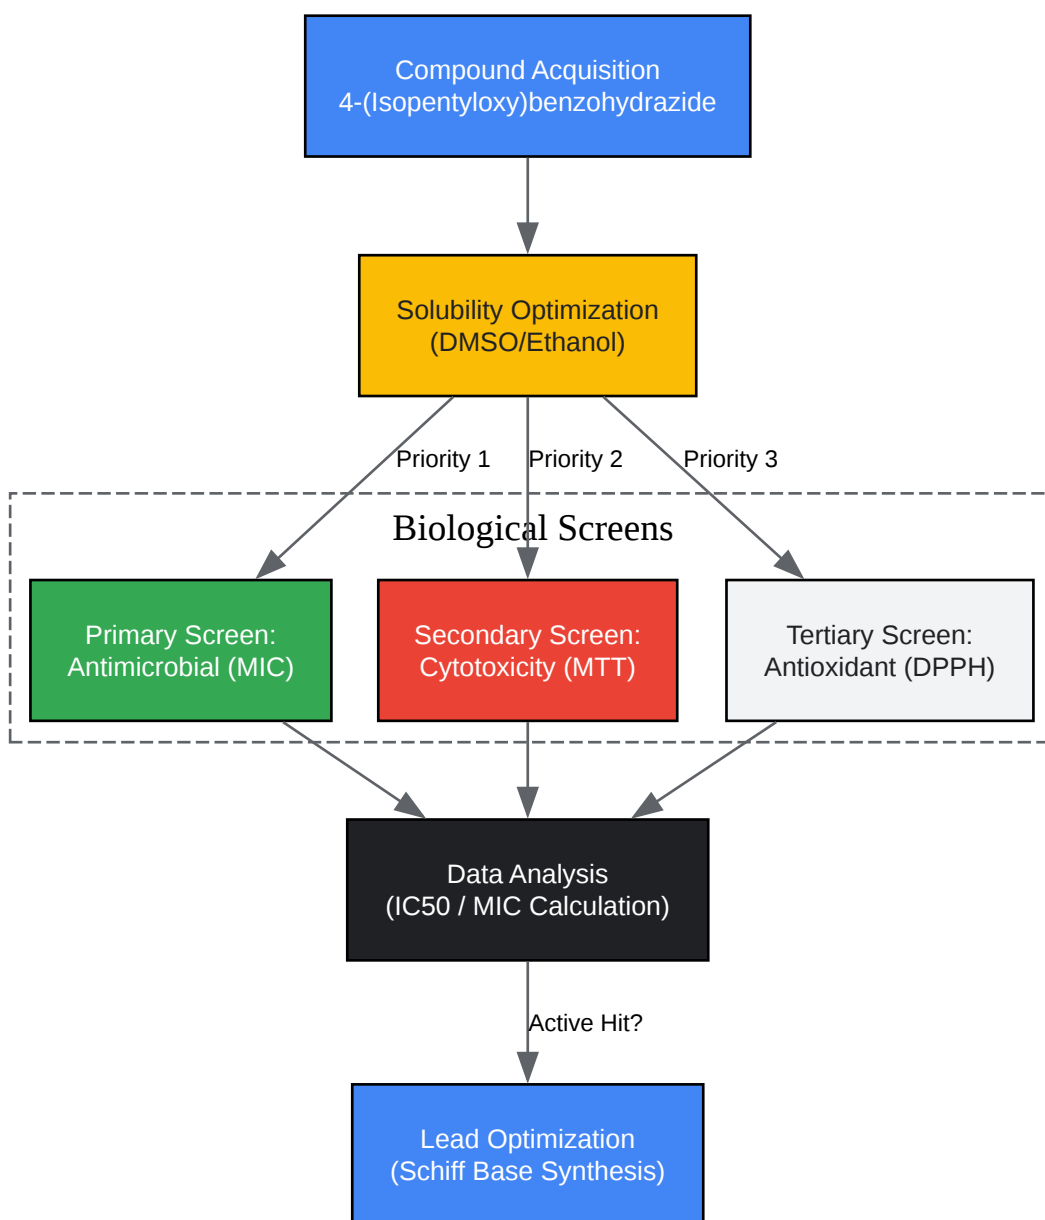 Compound Acquisition
4-(Isopentyloxy)benzohydrazide
Solubility Optimization
(DMSO/Ethanol)
Priority 1
Priority 2
Priority 3
Biological Screens
Primary Screen:
Antimicrobial (MIC)
Secondary Screen:
Cytotoxicity (MTT)
Tertiary Screen:
Antioxidant (DPPH)
Data Analysis
(IC50 / MIC Calculation)
Active Hit?
Lead Optimization
(Schiff Base Synthesis)